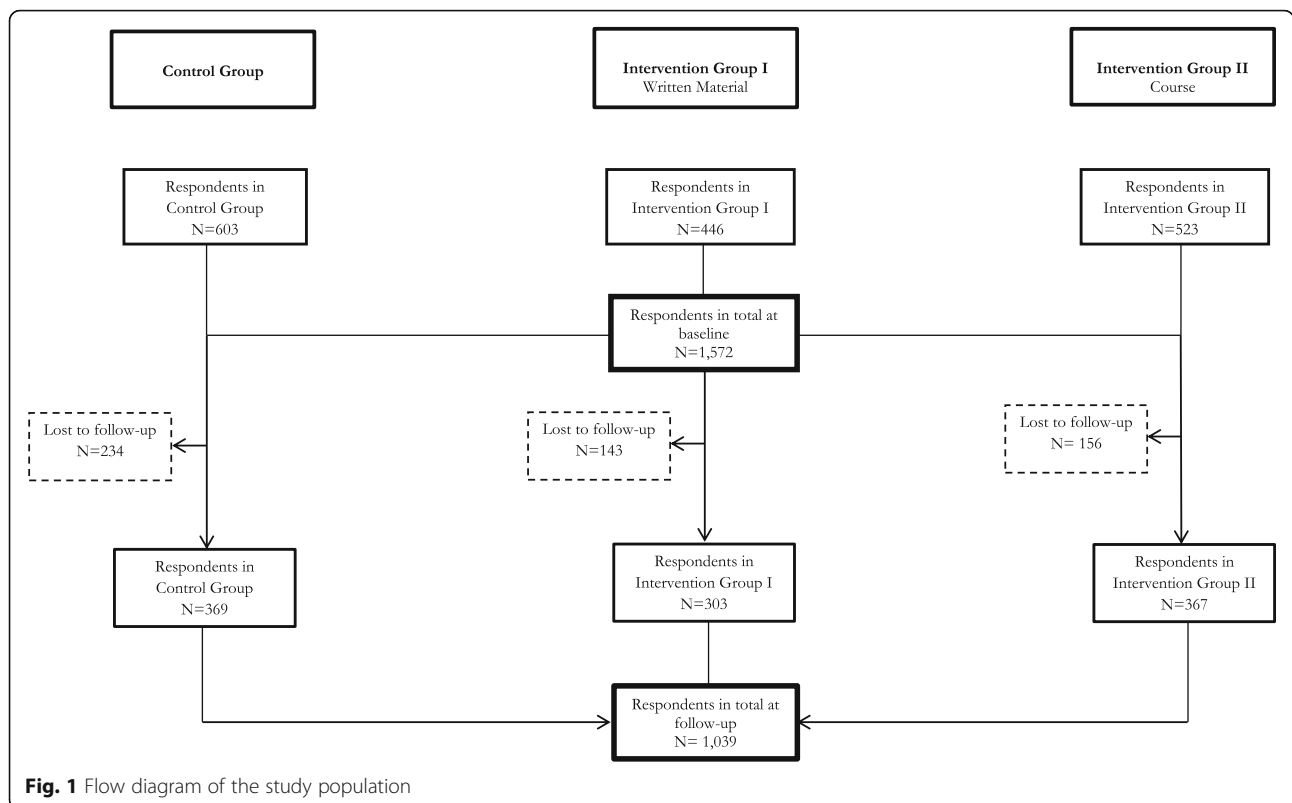 Control Group
Intervention Group I
Written Material
Intervention Group II
Course
Respondents in
Control Group
N=603
Respondents in
Intervention Group I
N=446
Respondents in
Intervention Group II
N=523
Respondents in total at
baseline
N=1,572
Lost to follow-up
N=234
Lost to follow-up
N=143
Lost to follow-up
N= 156
Respondents in
Control Group
N=369
Respondents in
Intervention Group I
N=303
Respondents in
Intervention Group II
N=367
Respondents in total at
follow-up
N= 1,039
Fig. 1 Flow diagram of the study population